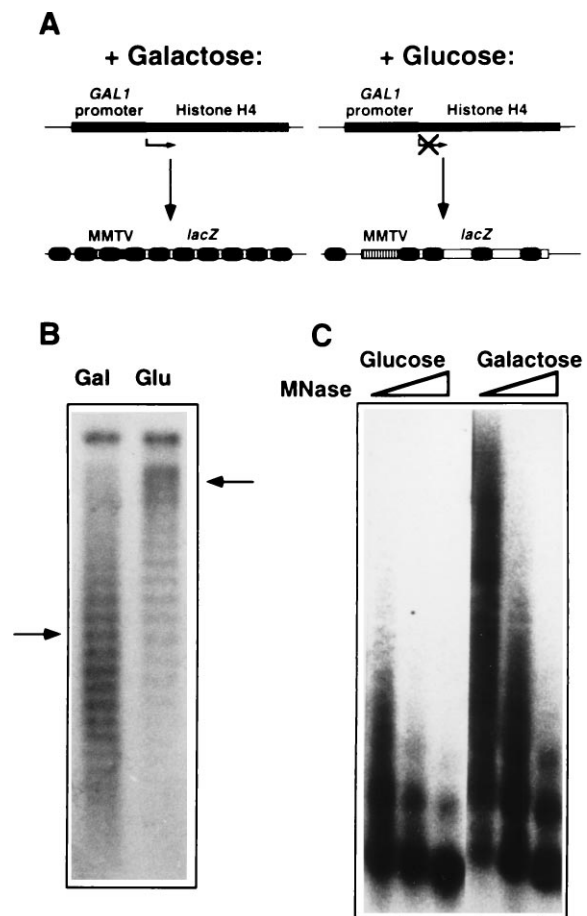 A
+ Galactose:
+ Glucose:
GAL1
promoter
Histone H4
GAL1
promoter
Histone H4
MMTV
lacZ
MMTV
lacZ
B
Gal Glu
C
Glucose Galactose
MNase